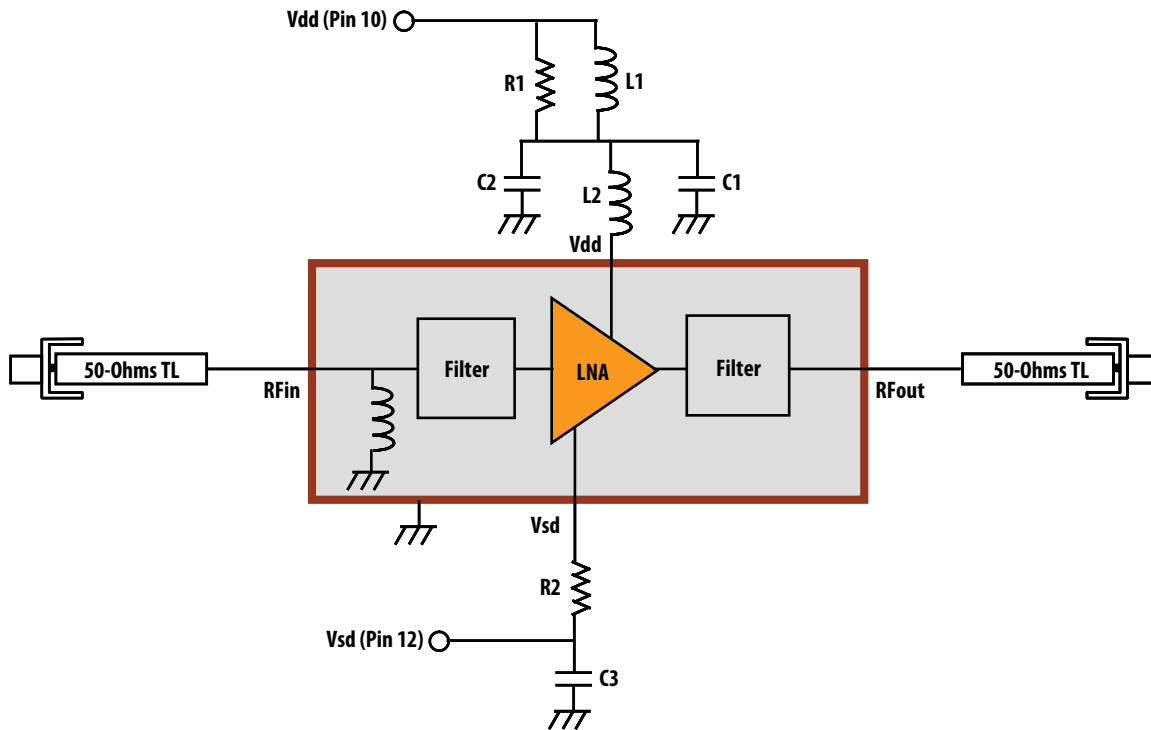 Vdd (Pin 10)
R1
L1
C2
L2
C1
Vdd
50-Ohms TL
RFin
Filter
LNA
Filter
RFout
50-Ohms TL
Vsd
R2
Vsd (Pin 12)
C3